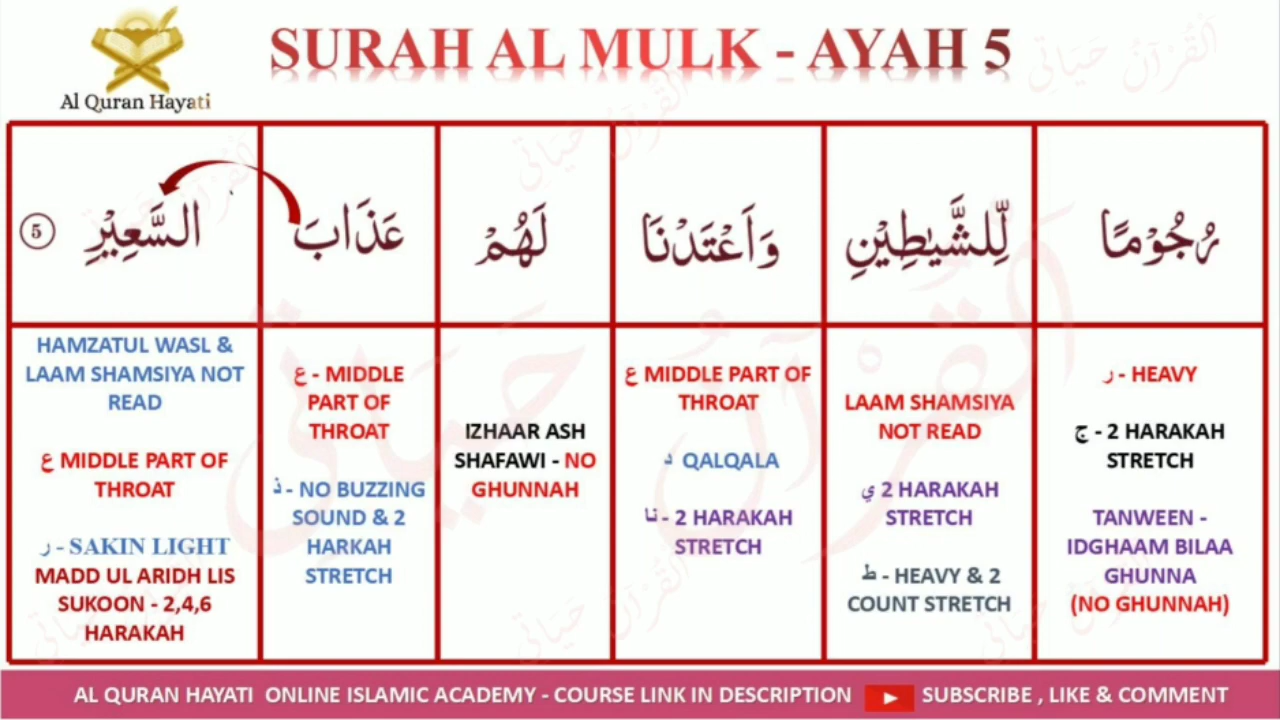 Al Quran Hayati
SURAH AL MULK - AYAH 5
رُجُوْمًا
لِّلشَّيٰطِيْنِ
وَاَعْتَدْنَا
لَهُمْ
عَذَابَ
السَّعِيْرِ
5
ر - HEAVY
ج - 2 HARAKAH
STRETCH
TANWEEN -
IDGHAAM BILAA
GHUNNA
(NO GHUNNAH)
LAAM SHAMSIYA
NOT READ
ي 2 HARAKAH
STRETCH
ط - HEAVY & 2
COUNT STRETCH
ع MIDDLE PART OF
THROAT
د QALQALA
نا - 2 HARAKAH
STRETCH
IZHAAR ASH
SHAFAWI - NO
GHUNNAH
ع - MIDDLE
PART OF
THROAT
ذ - NO BUZZING
SOUND & 2
HARKAH
STRETCH
HAMZATUL WASL &
LAAM SHAMSIYA NOT
READ
ع MIDDLE PART OF
THROAT
ر - SAKIN LIGHT
MADD UL ARIDH LIS
SUKOON - 2,4,6
HARAKAH
AL QURAN HAYATI ONLINE ISLAMIC ACADEMY - COURSE LINK IN DESCRIPTION SUBSCRIBE , LIKE & COMMENT
اَلْقُرْآنُ حَيَاتِي